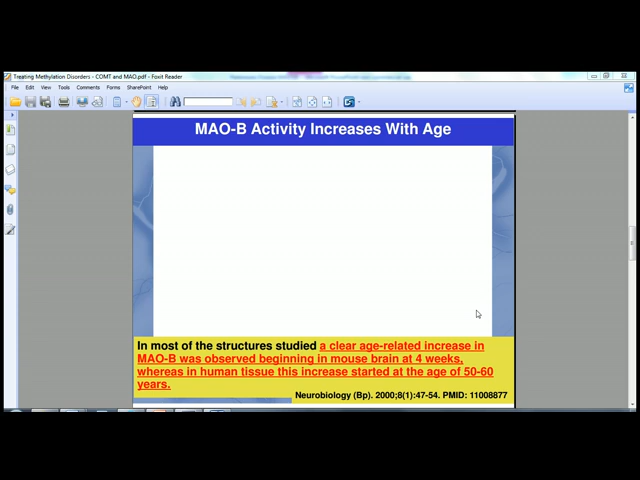 Treating Methylation Disorders - COMT and MAO.pdf - Foxit Reader
File Edit View Tools Comments Forms SharePoint Help
MAO-B Activity Increases With Age
In most of the structures studied a clear age-related increase in
MAO-B was observed beginning in mouse brain at 4 weeks,
whereas in human tissue this increase started at the age of 50-60
years.
Neurobiology (Bp). 2000;8(1):47-54. PMID: 11008877